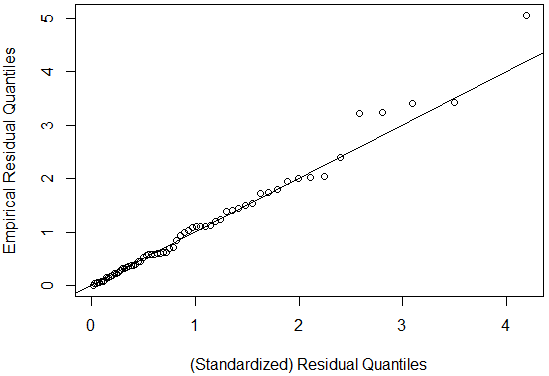 Empirical Residual Quantiles
5
4
3
2
1
0
0 1 2 3 4
(Standardized) Residual Quantiles